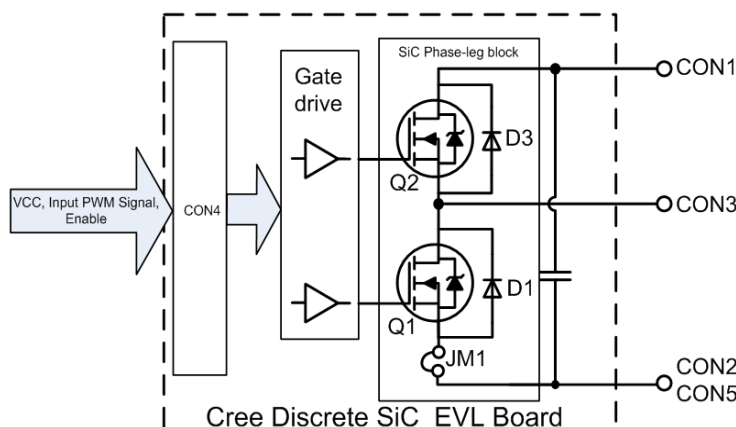 SiC Phase-leg block
CON1
Gate
drive
D3
Q2
VCC, Input PWM Signal,
Enable
CON4
CON3
D1
Q1
JM1
CON2
CON5
Cree Discrete SiC EVL Board